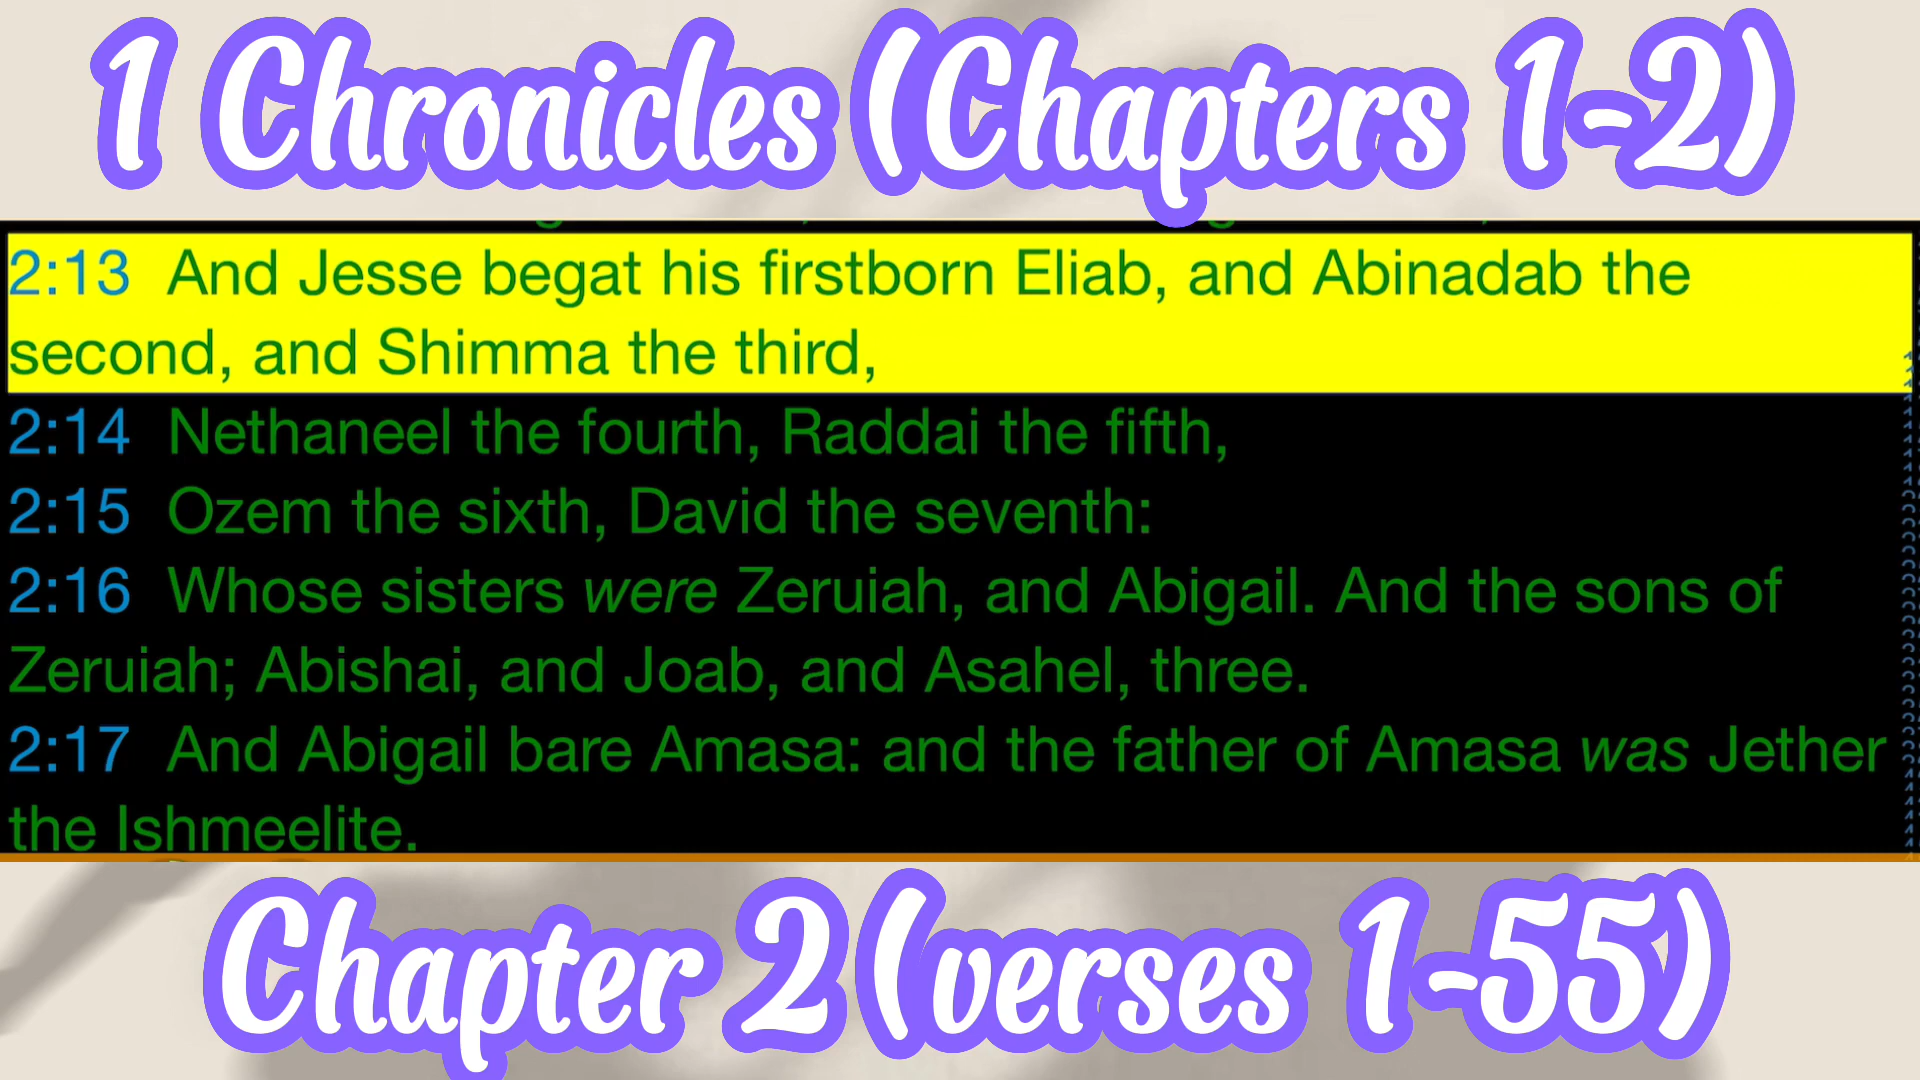 1 Chronicles (Chapters 1-2)
2:13 And Jesse begat his firstborn Eliab, and Abinadab the
second, and Shimma the third,
2:14 Nethaneel the fourth, Raddai the fifth,
2:15 Ozem the sixth, David the seventh:
2:16 Whose sisters were Zeruiah, and Abigail. And the sons of
Zeruiah; Abishai, and Joab, and Asahel, three.
2:17 And Abigail bare Amasa: and the father of Amasa was Jether
the Ishmeelite.
Chapter 2 (verses 1-55)